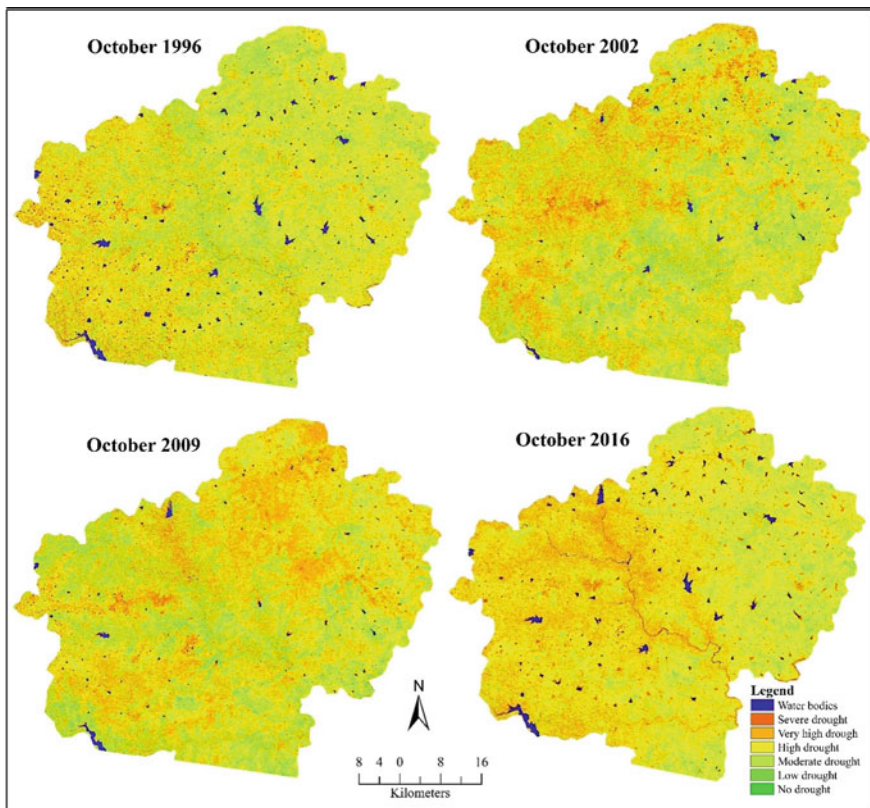 October 1996
October 2002
October 2009
October 2016
N
8 4 0 8 16
Kilometers
Legend
Water bodies
Severe drought
Very high drough
High drought
Moderate drought
Low drought
No drought